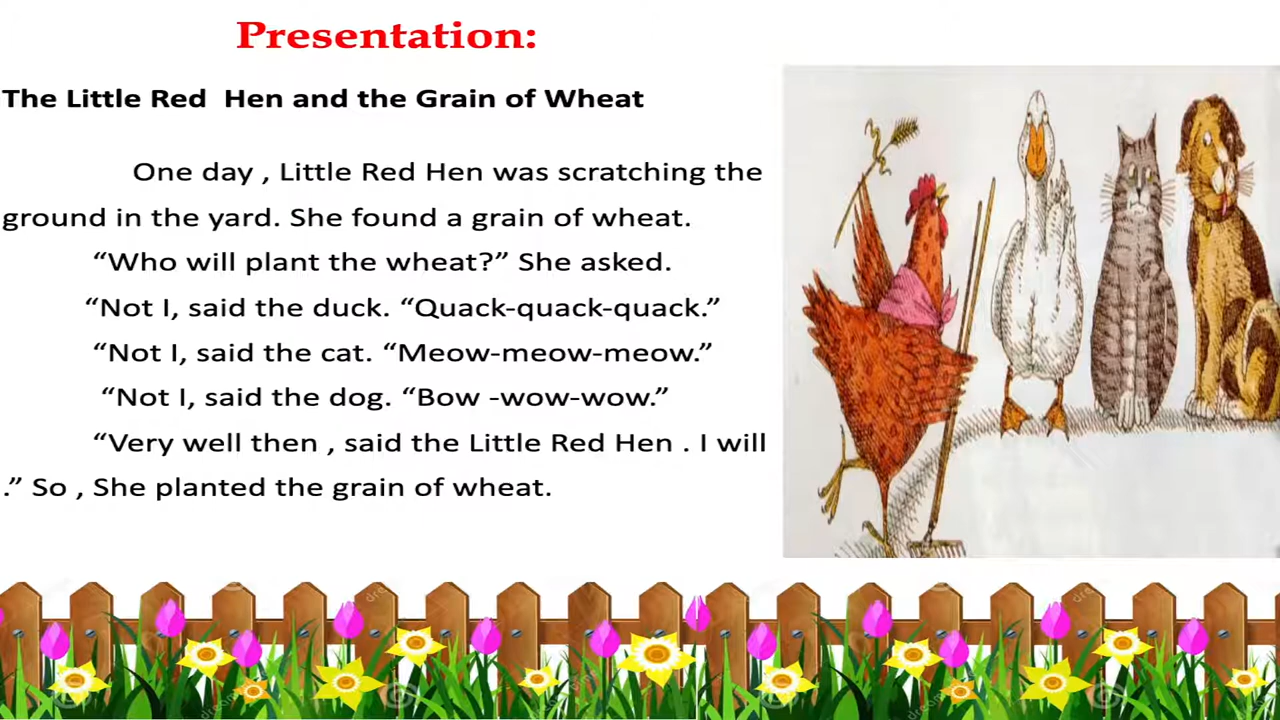 Presentation:
The Little Red  Hen and the Grain of Wheat
One day , Little Red Hen was scratching the
ground in the yard. She found a grain of wheat.
“Who will plant the wheat?” She asked.
“Not I, said the duck. “Quack-quack-quack.”
“Not I, said the cat. “Meow-meow-meow.”
“Not I, said the dog. “Bow -wow-wow.”
“Very well then , said the Little Red Hen . I will
.” So , She planted the grain of wheat.